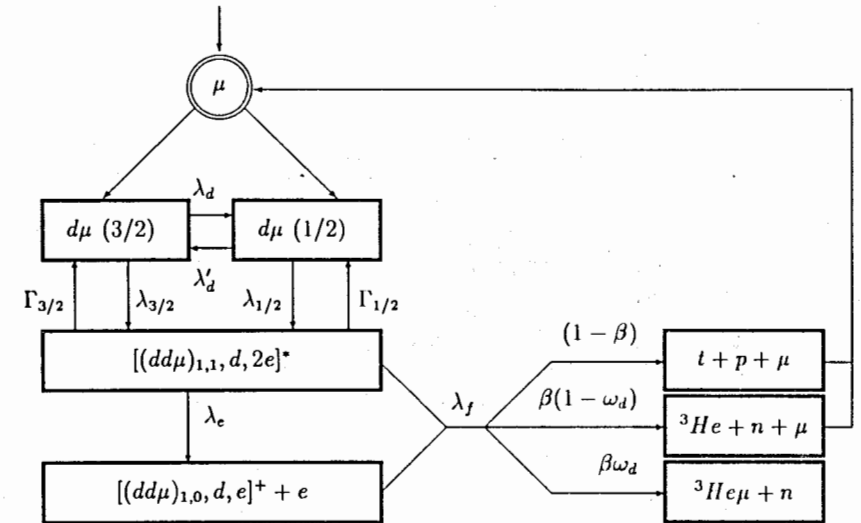 μ
λ_d
dμ (3/2)
dμ (1/2)
λ'_d
Γ_{3/2}
λ_{3/2}
λ_{1/2}
Γ_{1/2}
[(ddμ)_{1,1}, d, 2e]*
λ_e
[(ddμ)_{1,0}, d, e]^+ + e
λ_f
(1 − β)
t + p + μ
β(1 − ω_d)
^3He + n + μ
βω_d
^3Heμ + n